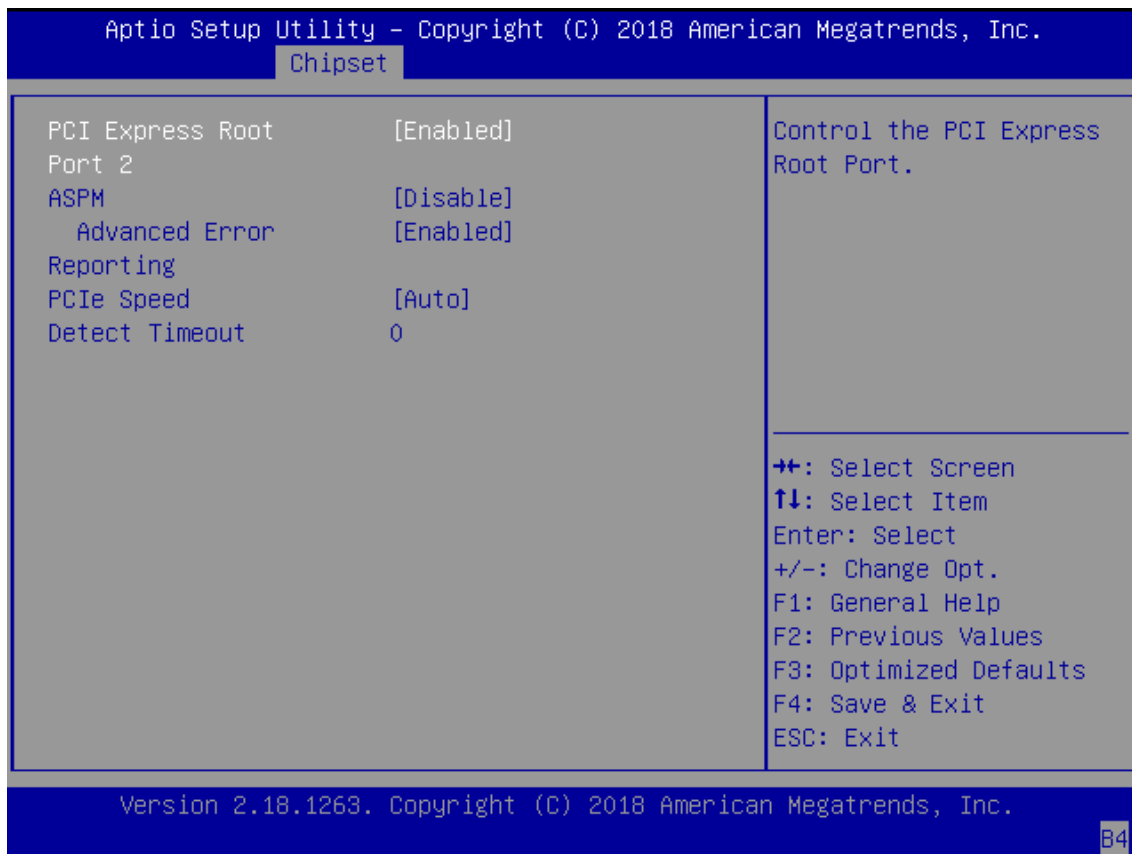 Aptio Setup Utility – Copyright (C) 2018 American Megatrends, Inc.
Chipset
PCI Express Root [Enabled]
Port 2
ASPM [Disable]
Advanced Error [Enabled]
Reporting
PCIe Speed [Auto]
Detect Timeout 0
Control the PCI Express
Root Port.
→←: Select Screen
↑↓: Select Item
Enter: Select
+/-: Change Opt.
F1: General Help
F2: Previous Values
F3: Optimized Defaults
F4: Save & Exit
ESC: Exit
Version 2.18.1263. Copyright (C) 2018 American Megatrends, Inc.
B4